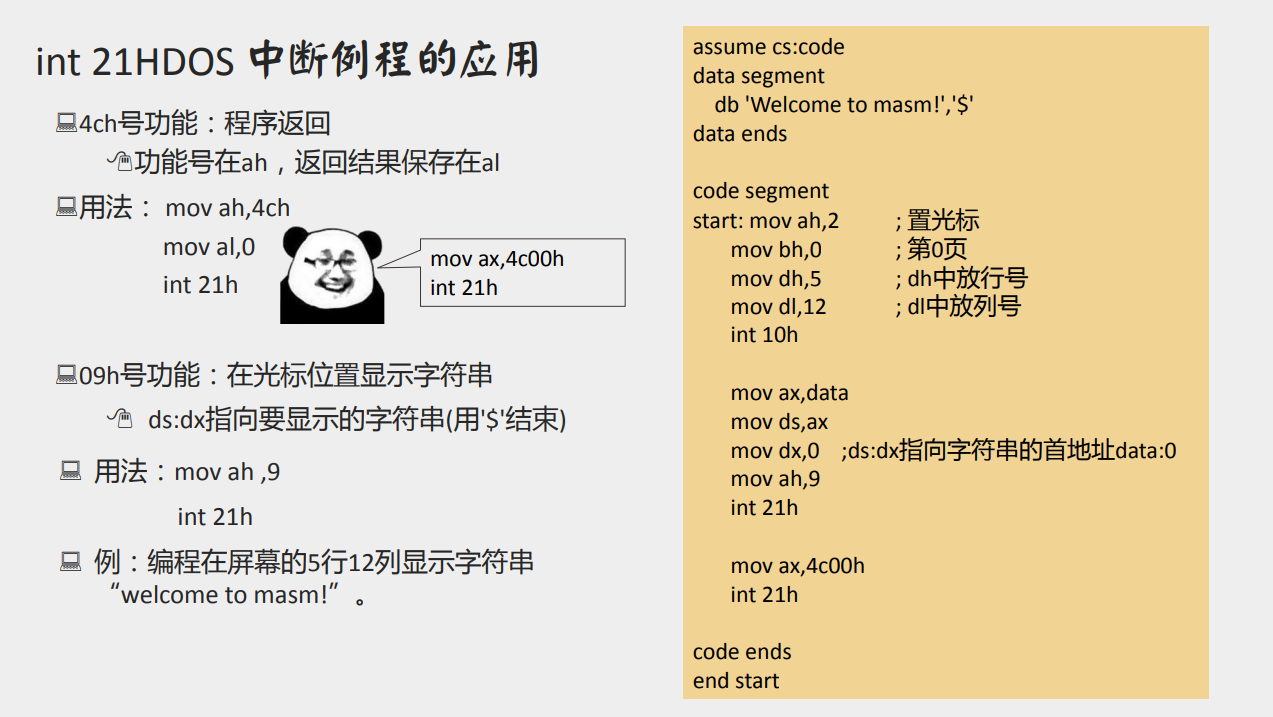 int 21HDOS 中断例程的应用
4ch号功能：程序返回
功能号在ah，返回结果保存在al
用法： mov ah,4ch
mov al,0
int 21h
mov ax,4c00h
int 21h
09h号功能：在光标位置显示字符串
ds:dx指向要显示的字符串(用'$'结束)
用法：mov ah ,9
int 21h
例：编程在屏幕的5行12列显示字符串
“welcome to masm!”。
assume cs:code
data segment
db 'Welcome to masm!','$'
data ends
code segment
start: mov ah,2 ; 置光标
mov bh,0 ; 第0页
mov dh,5 ; dh中放行号
mov dl,12 ; dl中放列号
int 10h
mov ax,data
mov ds,ax
mov dx,0 ;ds:dx指向字符串的首地址data:0
mov ah,9
int 21h
mov ax,4c00h
int 21h
code ends
end start